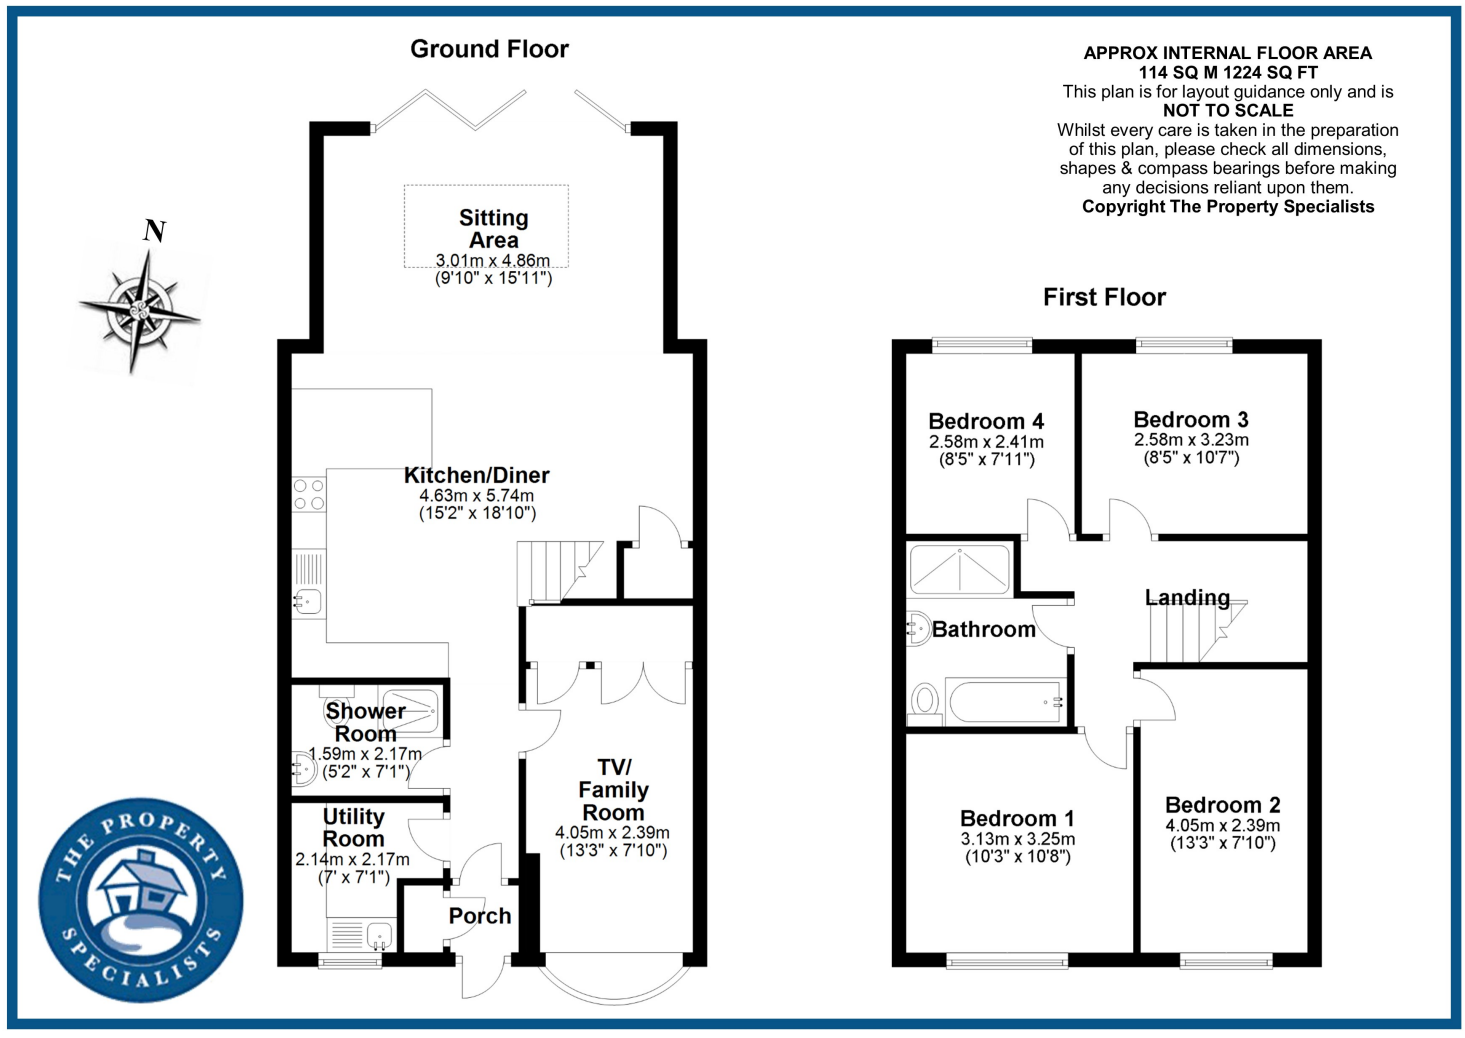 Ground Floor
APPROX INTERNAL FLOOR AREA
114 SQ M 1224 SQ FT
This plan is for layout guidance only and is
NOT TO SCALE
Whilst every care is taken in the preparation
of this plan, please check all dimensions,
shapes & compass bearings before making
any decisions reliant upon them.
Copyright The Property Specialists
N
Sitting
Area
3.01m x 4.86m
(9'10" x 15'11")
Kitchen/Diner
4.63m x 5.74m
(15'2" x 18'10")
Shower
Room
1.59m x 2.17m
(5'2" x 7'1")
Utility
Room
2.14m x 2.17m
(7' x 7'1")
TV/
Family
Room
4.05m x 2.39m
(13'3" x 7'10")
Porch
First Floor
Bedroom 4
2.58m x 2.41m
(8'5" x 7'11")
Bedroom 3
2.58m x 3.23m
(8'5" x 10'7")
Landing
Bathroom
Bedroom 1
3.13m x 3.25m
(10'3" x 10'8")
Bedroom 2
4.05m x 2.39m
(13'3" x 7'10")
THE PROPERTY
SPECIALISTS